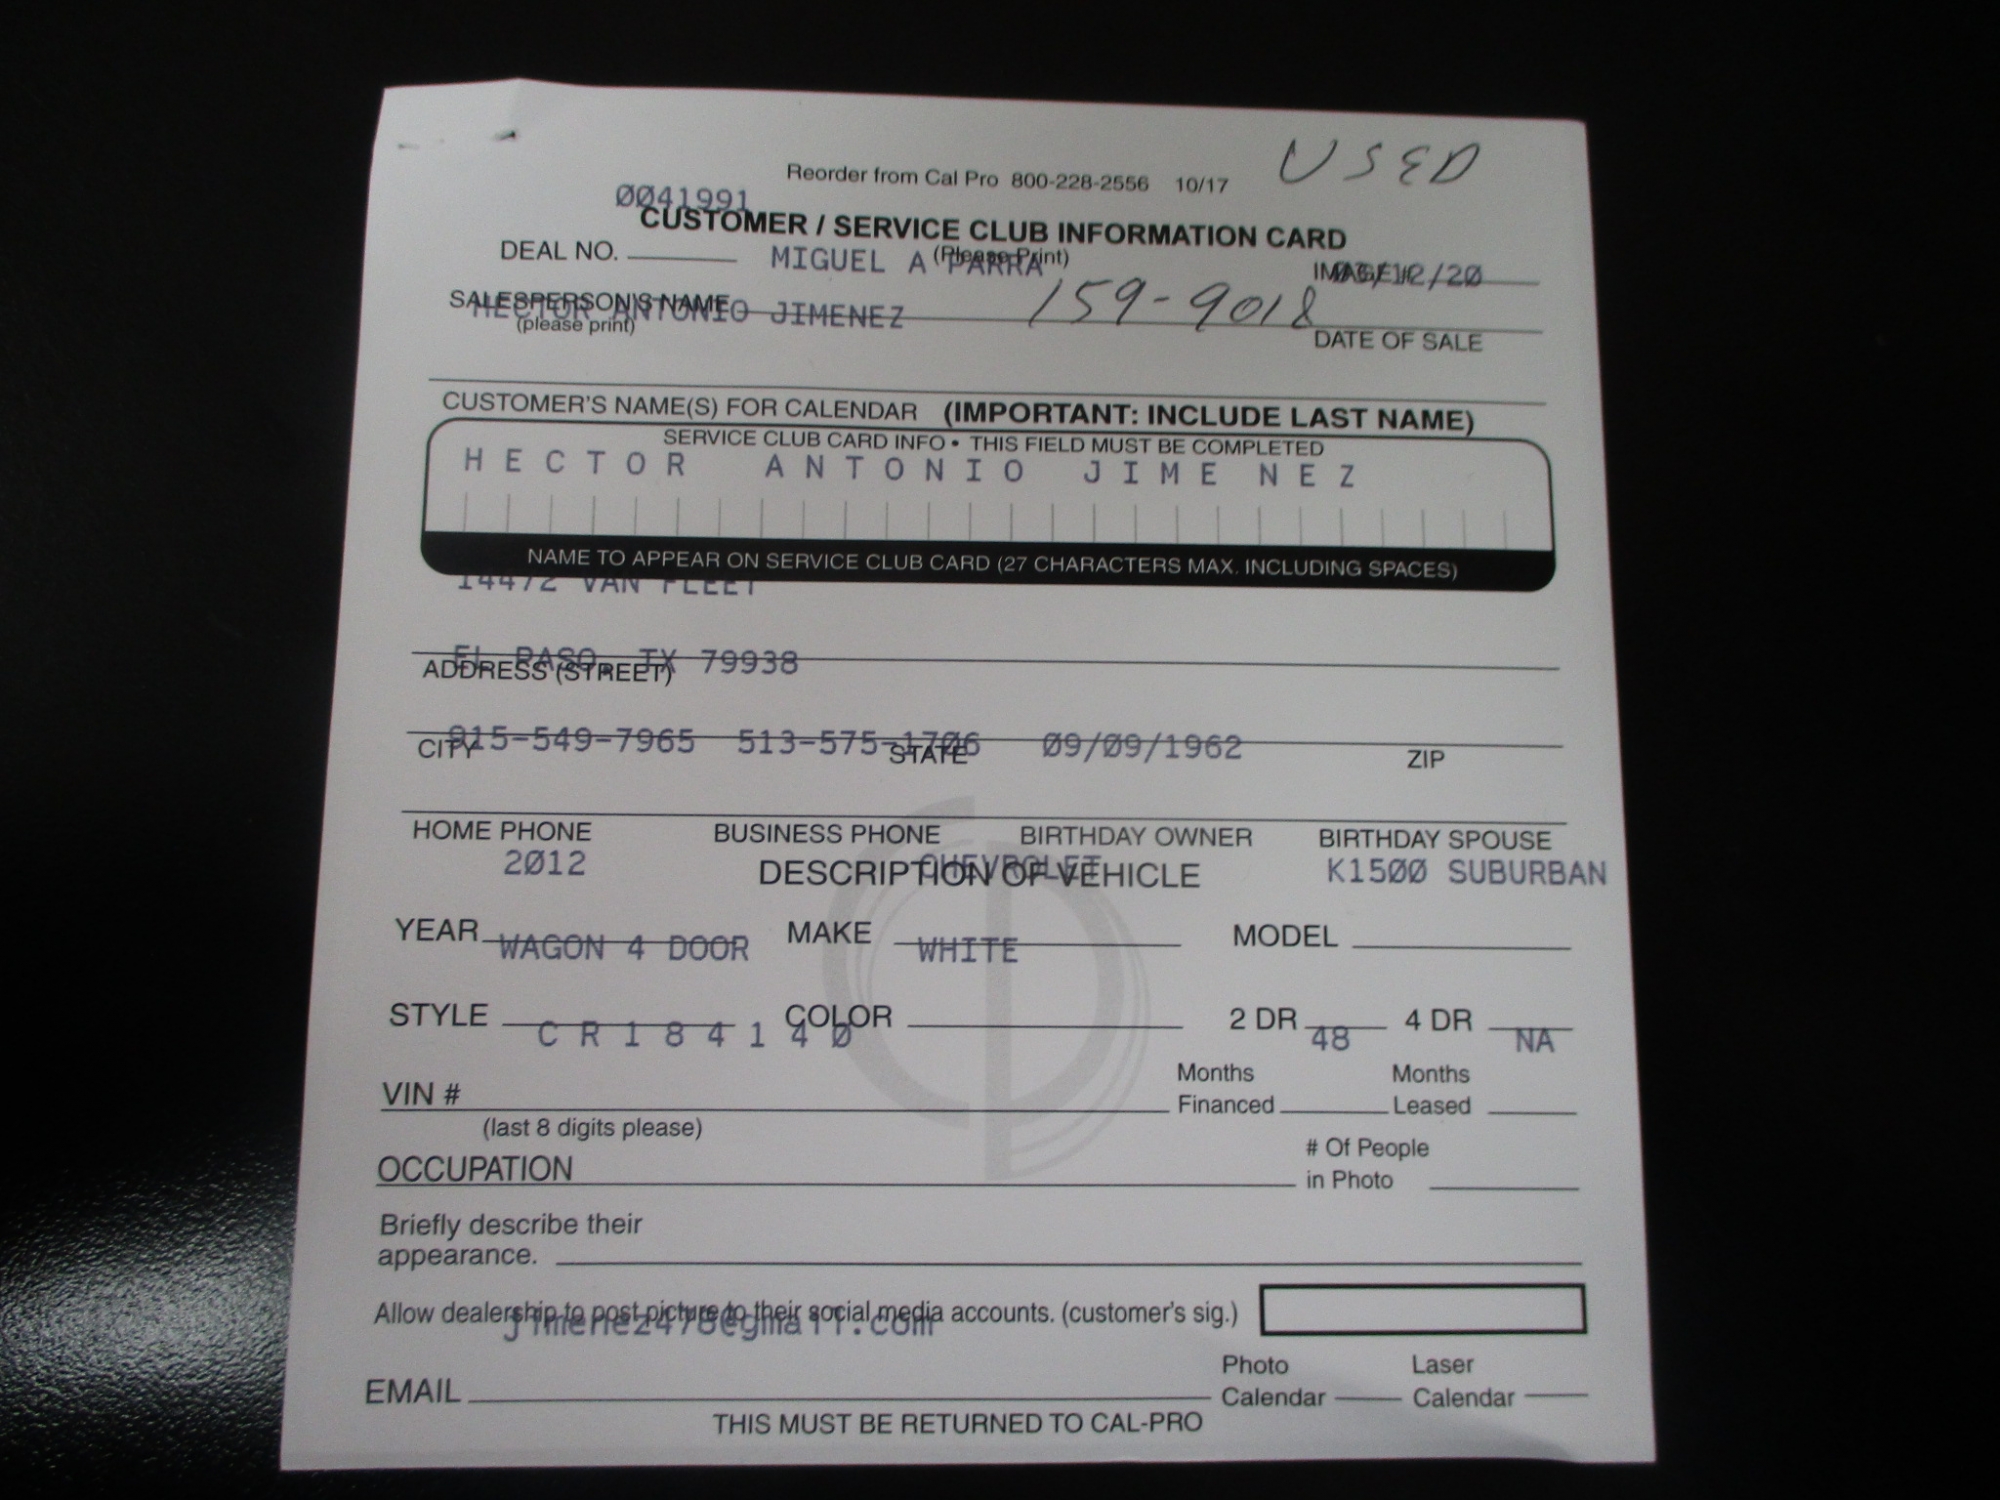 USED
Reorder from Cal Pro 800-228-2556 10/17
0041991
CUSTOMER / SERVICE CLUB INFORMATION CARD
(Please Print)
DEAL NO. MIGUEL A PARRA IMAGE # /12/20
SALESPERSON'S NAME HECTOR ANTONIO JIMENEZ 159-9018
(please print) DATE OF SALE
CUSTOMER'S NAME(S) FOR CALENDAR (IMPORTANT: INCLUDE LAST NAME)
SERVICE CLUB CARD INFO • THIS FIELD MUST BE COMPLETED
HECTOR ANTONIO JIMENEZ
NAME TO APPEAR ON SERVICE CLUB CARD (27 CHARACTERS MAX. INCLUDING SPACES)
14472 VAN FLEET
EL PASO, TX 79938
ADDRESS (STREET)
915-549-7965 513-575-1706 09/09/1962
CITY STATE ZIP
HOME PHONE BUSINESS PHONE BIRTHDAY OWNER BIRTHDAY SPOUSE
2012 CHEVROLET K1500 SUBURBAN
DESCRIPTION OF VEHICLE
YEAR MAKE MODEL
WAGON 4 DOOR WHITE
STYLE COLOR 2 DR 4 DR
CR184140 48 NA
VIN # Months Financed Months Leased
(last 8 digits please)
OCCUPATION # Of People in Photo
Briefly describe their
appearance.
Allow dealership to post picture to their social media accounts. (customer's sig.)
jimenez478@gmail.com
EMAIL Photo Calendar Laser Calendar
THIS MUST BE RETURNED TO CAL-PRO